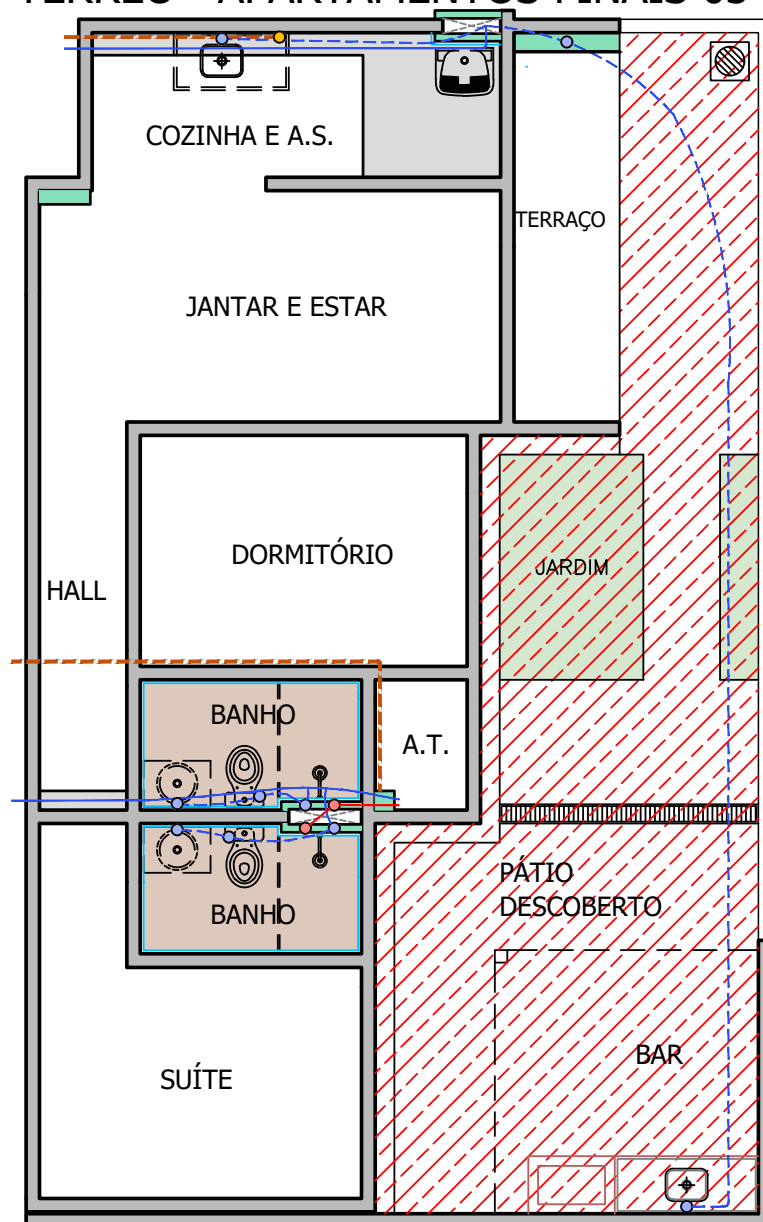 COZINHA E A.S.
TERRAÇO
JANTAR E ESTAR
DORMITÓRIO
JARDIM
HALL
BANHO
A.T.
PÁTIO
DESCOBERTO
BANHO
BAR
SUÍTE